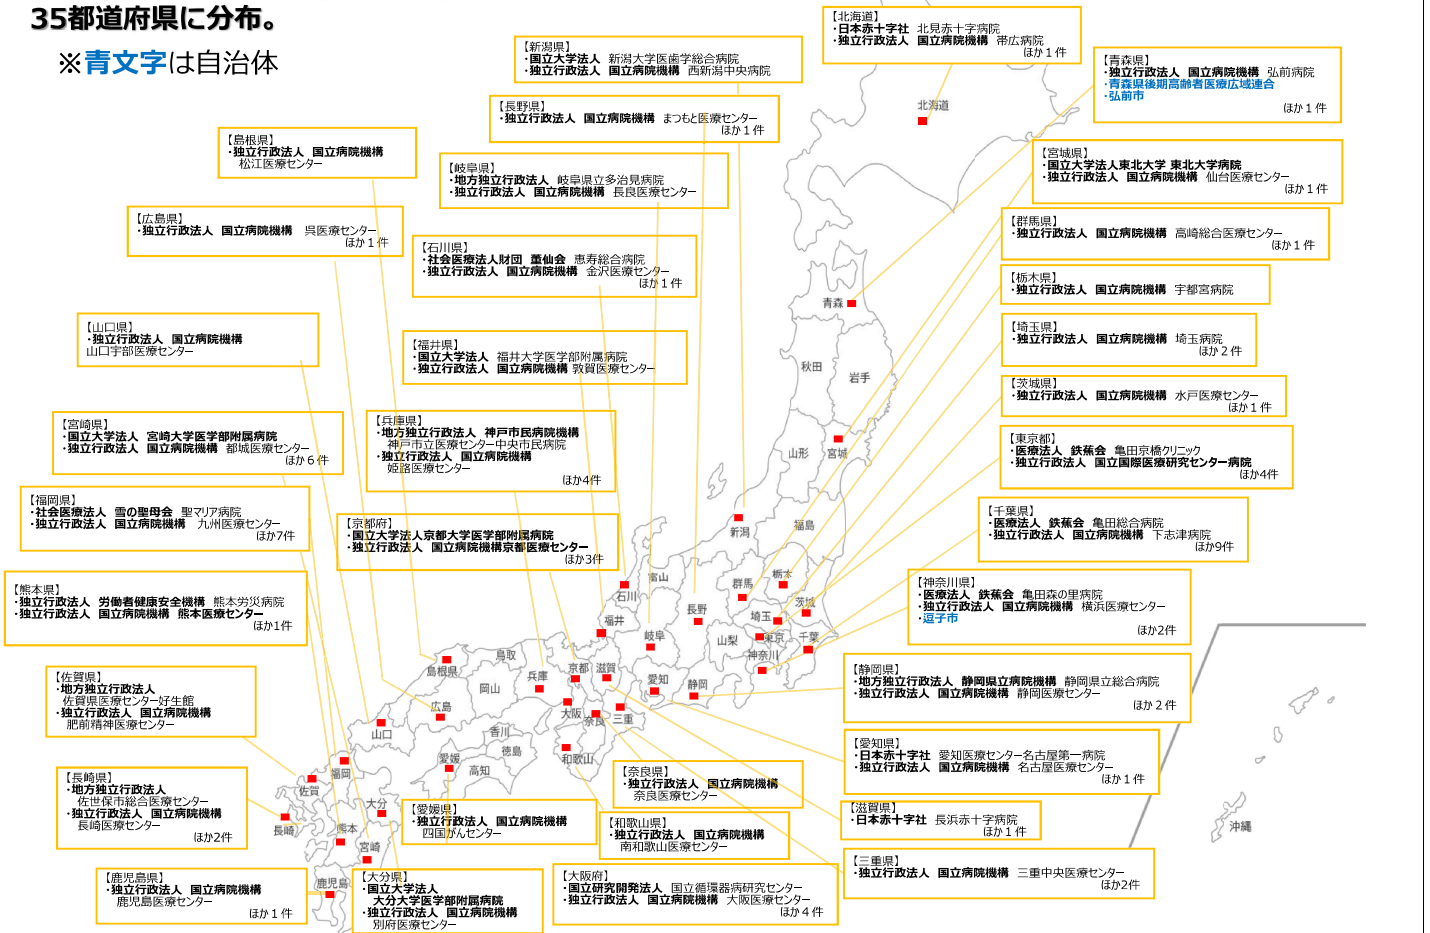 35都道府県に分布。
※青文字は自治体
【北海道】
・日本赤十字社 北見赤十字病院
・独立行政法人 国立病院機構 帯広病院
ほか１件
【新潟県】
・国立大学法人 新潟大学医歯学総合病院
・独立行政法人 国立病院機構 西新潟中央病院
【青森県】
・独立行政法人 国立病院機構 弘前病院
・青森県後期高齢者医療広域連合
・弘前市
ほか１件
【長野県】
・独立行政法人 国立病院機構 まつもと医療センター
ほか１件
【島根県】
・独立行政法人 国立病院機構
松江医療センター
【岐阜県】
・地方独立行政法人 岐阜県立多治見病院
・独立行政法人 国立病院機構 長良医療センター
【宮城県】
・国立大学法人東北大学 東北大学病院
・独立行政法人 国立病院機構 仙台医療センター
ほか１件
【広島県】
・独立行政法人 国立病院機構 呉医療センター
ほか１件
【石川県】
・社会医療法人財団 董仙会 恵寿総合病院
・独立行政法人 国立病院機構 金沢医療センター
ほか１件
【群馬県】
・独立行政法人 国立病院機構 高崎総合医療センター
ほか１件
【栃木県】
・独立行政法人 国立病院機構 宇都宮病院
【山口県】
・独立行政法人 国立病院機構
山口宇部医療センター
【福井県】
・国立大学法人 福井大学医学部附属病院
・独立行政法人 国立病院機構 敦賀医療センター
【埼玉県】
・独立行政法人 国立病院機構 埼玉病院
ほか２件
【茨城県】
・独立行政法人 国立病院機構 水戸医療センター
ほか１件
【宮崎県】
・国立大学法人 宮崎大学医学部附属病院
・独立行政法人 国立病院機構 都城医療センター
ほか６件
【兵庫県】
・地方独立行政法人 神戸市民病院機構
神戸市立医療センター中央市民病院
・独立行政法人 国立病院機構
姫路医療センター
ほか4件
【東京都】
・医療法人 鉄蕉会 亀田京橋クリニック
・独立行政法人 国立国際医療研究センター病院
ほか4件
【福岡県】
・社会医療法人 雪の聖母会 聖マリア病院
・独立行政法人 国立病院機構 九州医療センター
ほか7件
【京都府】
・国立大学法人京都大学医学部附属病院
・独立行政法人 国立病院機構京都医療センター
ほか3件
【千葉県】
・医療法人 鉄蕉会 亀田総合病院
・独立行政法人 国立病院機構 下志津病院
ほか9件
【熊本県】
・独立行政法人 労働者健康安全機構 熊本労災病院
・独立行政法人 国立病院機構 熊本医療センター
ほか1件
【神奈川県】
・医療法人 鉄蕉会 亀田森の里病院
・独立行政法人 国立病院機構 横浜医療センター
・逗子市
ほか2件
【佐賀県】
・地方独立行政法人
佐賀県医療センター好生館
・独立行政法人 国立病院機構
肥前精神医療センター
【静岡県】
・地方独立行政法人 静岡県立病院機構 静岡県立総合病院
・独立行政法人 国立病院機構 静岡医療センター
ほか２件
【愛知県】
・日本赤十字社 愛知医療センター名古屋第一病院
・独立行政法人 国立病院機構 名古屋医療センター
ほか１件
【長崎県】
・地方独立行政法人
佐世保市総合医療センター
・独立行政法人 国立病院機構
長崎医療センター
ほか2件
【奈良県】
・独立行政法人 国立病院機構
奈良医療センター
【愛媛県】
・独立行政法人 国立病院機構
四国がんセンター
【和歌山県】
・独立行政法人 国立病院機構
南和歌山医療センター
【滋賀県】
・日本赤十字社 長浜赤十字病院
ほか１件
【三重県】
・独立行政法人 国立病院機構 三重中央医療センター
ほか2件
【鹿児島県】
・独立行政法人 国立病院機構
鹿児島医療センター
ほか１件
【大分県】
・国立大学法人
大分大学医学部附属病院
・独立行政法人 国立病院機構
別府医療センター
【大阪府】
・国立研究開発法人 国立循環器病研究センター
・独立行政法人 国立病院機構 大阪医療センター
ほか４件
北海道
青森
秋田
岩手
山形
宮城
新潟
福島
富山
石川
群馬
栃木
茨城
長野
福井
埼玉
岐阜
山梨
東京
千葉
神奈川
鳥取
島根県
兵庫
京都
滋賀
愛知
静岡
岡山
広島
大阪
奈良
三重
山口
香川
徳島
愛媛
高知
和歌山
福岡
佐賀
大分
長崎
熊本
宮崎
鹿児島
沖縄